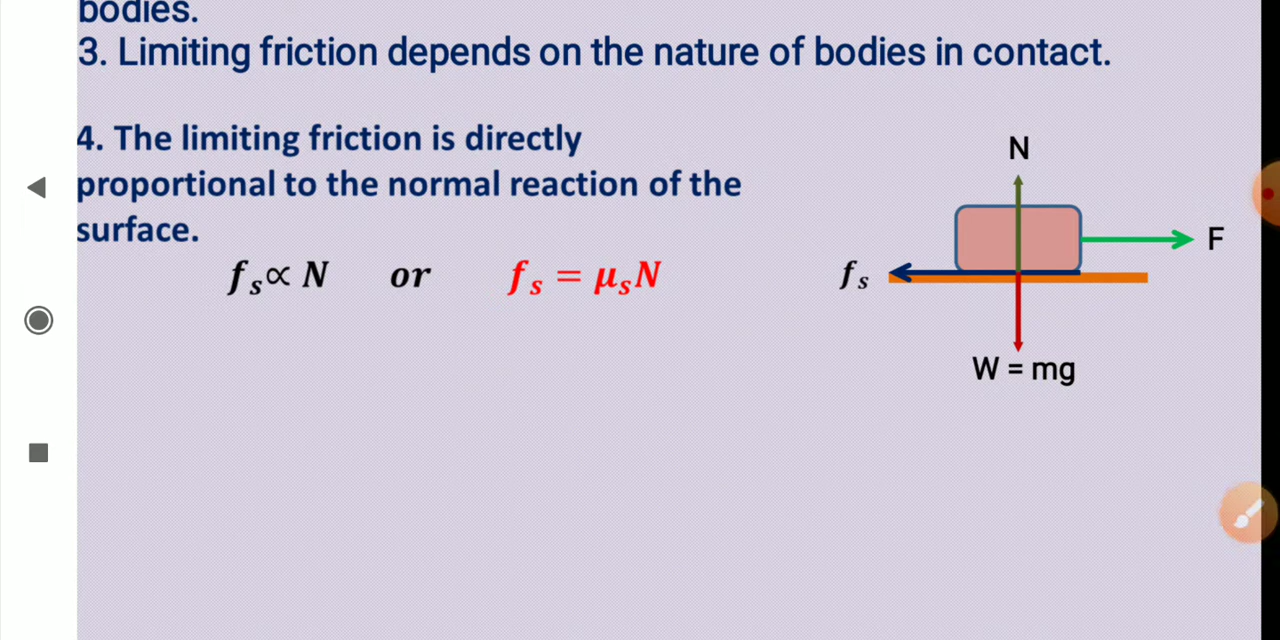 bodies.
3. Limiting friction depends on the nature of bodies in contact.
4. The limiting friction is directly
proportional to the normal reaction of the
surface.
fₛ∝ N or fₛ = μₛN
N
F
fₛ
W = mg